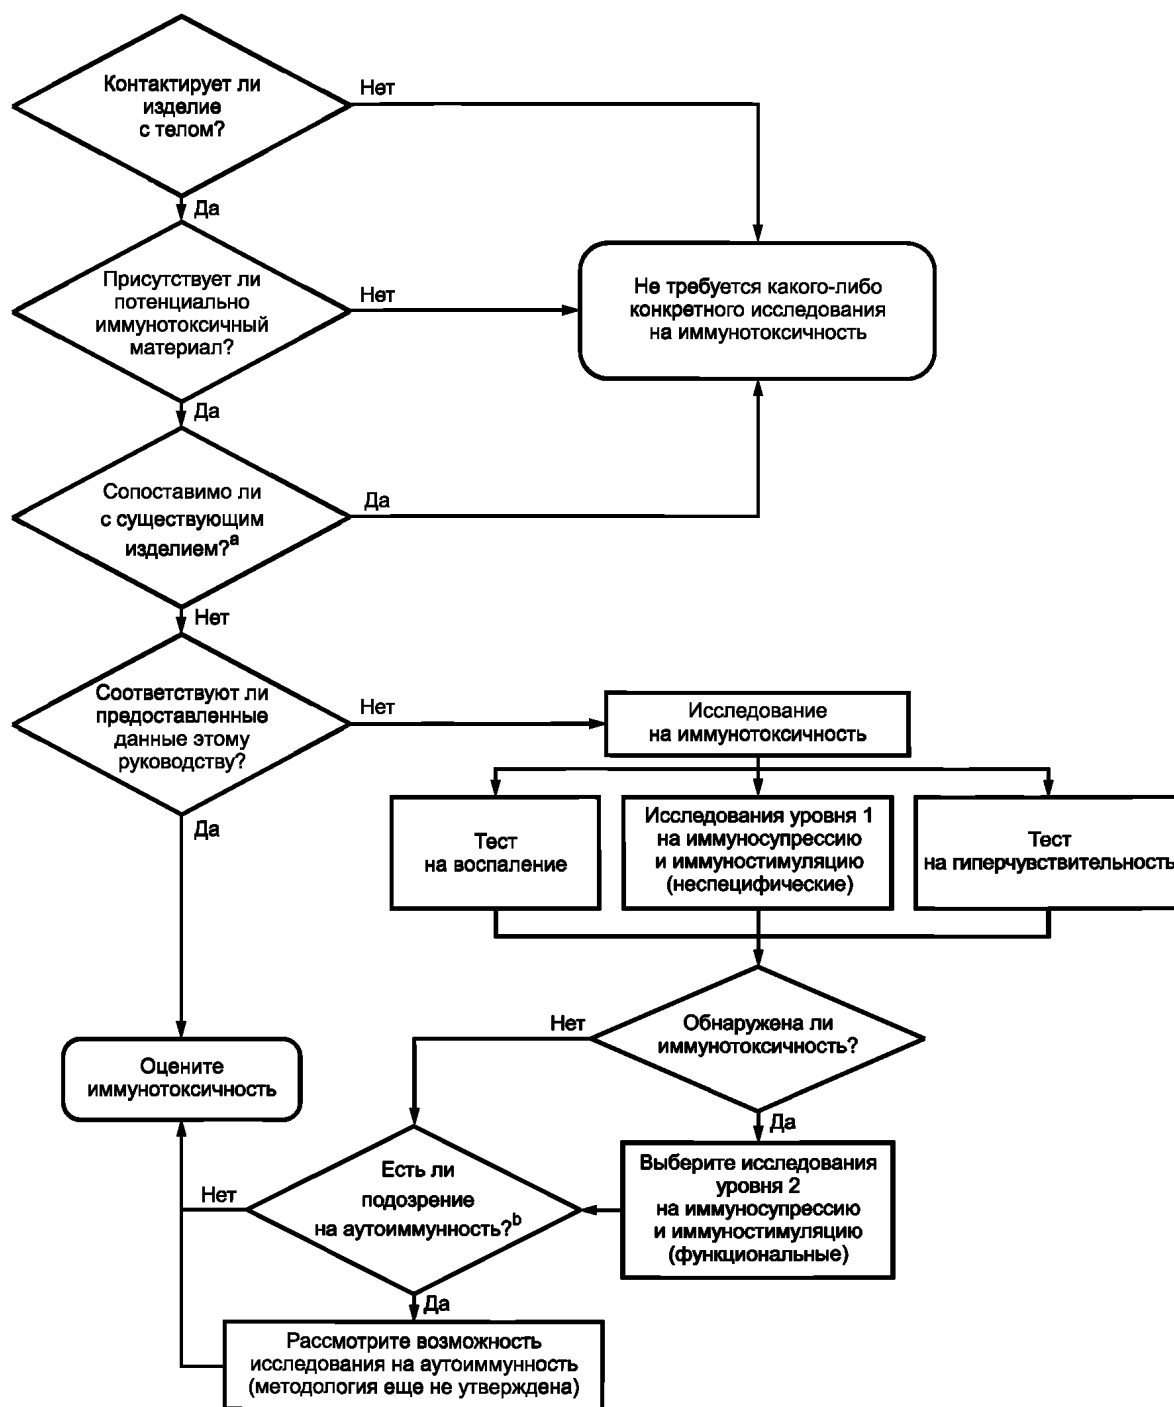 Контактирует ли
изделие
с телом?
Нет
Да
Присутствует ли
потенциально
иммунотоксичный
материал?
Нет
Не требуется какого-либо
конкретного исследования
на иммунотоксичность
Да
Сопоставимо ли
с существующим
изделием?a
Да
Нет
Соответствуют ли
предоставленные
данные этому
руководству?
Нет
Исследование
на иммунотоксичность
Да
Тест
на воспаление
Исследования уровня 1
на иммуносупрессию
и иммуностимуляцию
(неспецифические)
Тест
на гиперчувствительность
Обнаружена ли
иммунотоксичность?
Нет
Да
Оцените
иммунотоксичность
Выберите исследования
уровня 2
на иммуносупрессию
и иммуностимуляцию
(функциональные)
Есть ли
подозрение
на аутоиммунность?b
Нет
Да
Рассмотрите возможность
исследования на аутоиммунность
(методология еще не утверждена)